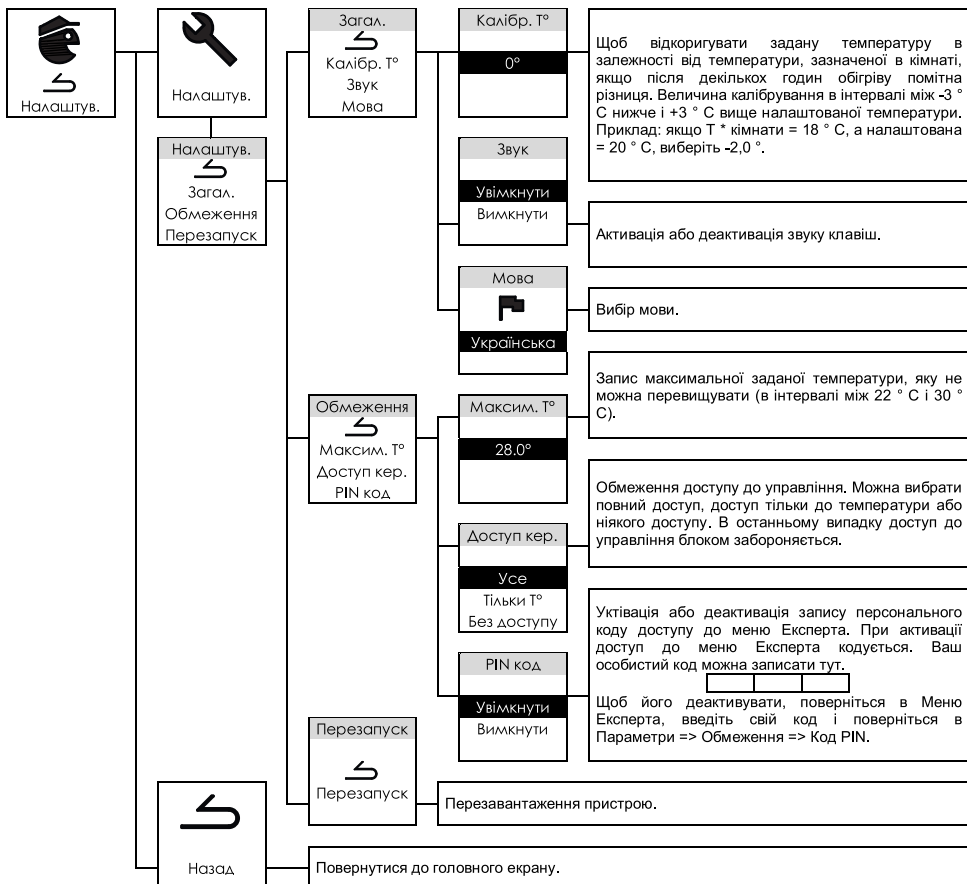 Налаштув.
Налаштув.
Налаштув.
Загал.
Обмеження
Перезапуск
Загал.
Калібр. Т°
Звук
Мова
Калібр. Т°
0°
Щоб відкоригувати задану температуру в
залежності від температури, зазначеної в кімнаті,
якщо після декількох годин обігріву помітна
різниця. Величина калібрування в інтервалі між -3 °
С нижче і +3 ° С вище налаштованої температури.
Приклад: якщо Т * кімнати = 18 ° С, а налаштована
= 20 ° С, виберіть -2,0 °.
Звук
Увімкнути
Вимкнути
Активація або деактивація звуку клавіш.
Мова
Українська
Вибір мови.
Обмеження
Максим. Т°
Доступ кер.
PIN код
Максим. Т°
28.0°
Запис максимальної заданої температури, яку не
можна перевищувати (в інтервалі між 22 ° С і 30 °
С).
Доступ кер.
Усе
Тільки Т°
Без доступу
Обмеження доступу до управління. Можна вибрати
повний доступ, доступ тільки до температури або
ніякого доступу. В останньому випадку доступ до
управління блоком забороняється.
PIN код
Увімкнути
Вимкнути
Уктівація або деактивація запису персонального
коду доступу до меню Експерта. При активації
доступ до меню Експерта кодується. Ваш
особистий код можна записати тут.
Щоб його деактивувати, поверніться в Меню
Експерта, введіть свій код і поверніться в
Параметри => Обмеження => Код PIN.
Перезапуск
Перезапуск
Перезавантаження пристрою.
Назад
Повернутися до головного екрану.